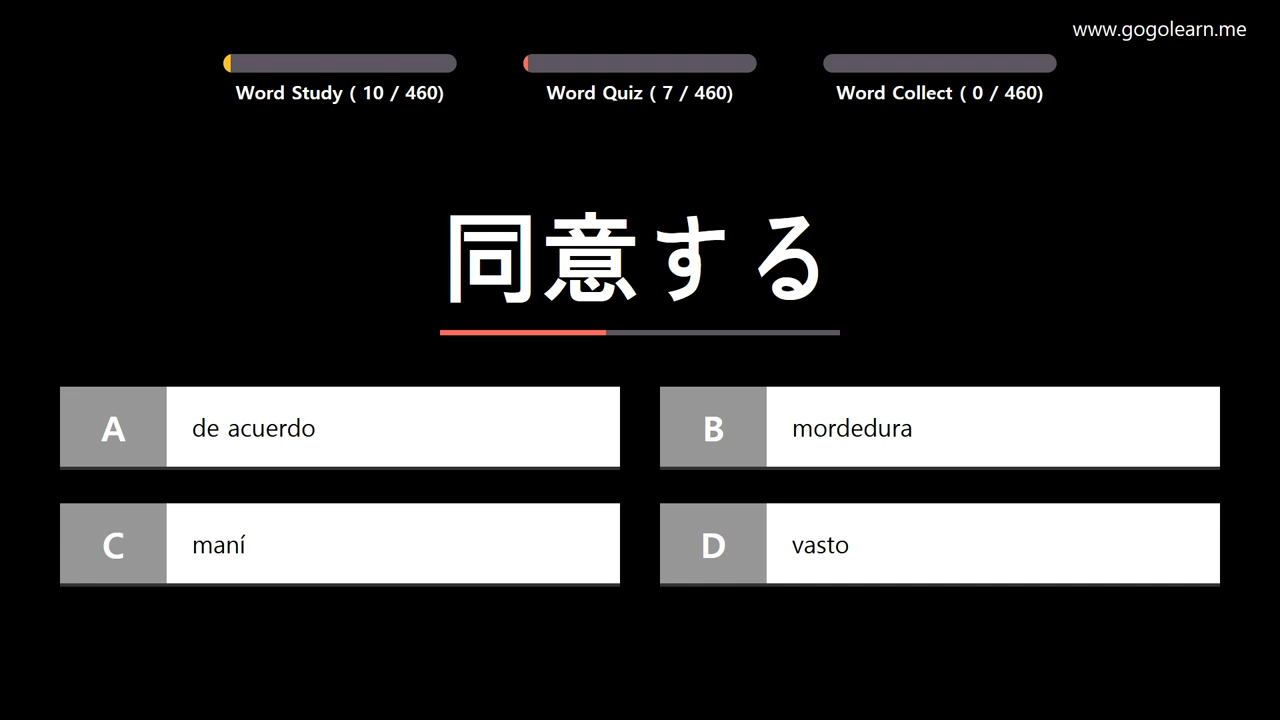 www.gogolearn.me
Word Study ( 10 / 460)
Word Quiz ( 7 / 460)
Word Collect ( 0 / 460)
同意する
A
de acuerdo
B
mordedura
C
maní
D
vasto